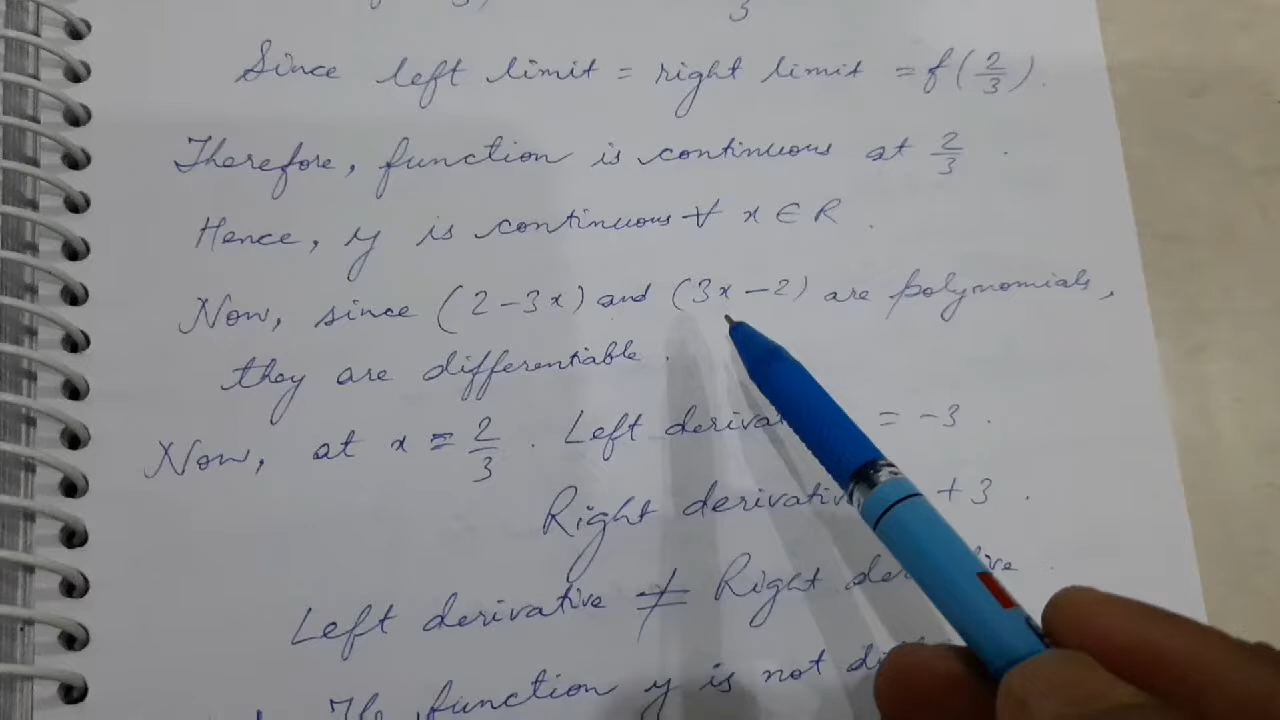 3
Since left limit = right limit = f(2/3).
Therefore, function is continuous at 2/3.
Hence, y is continuous ∀ x ∈ R.
Now, since (2-3x) and (3x-2) are polynomials,
they are differentiable.
Now, at x = 2/3. Left = -3.
Right +3.
Left derivative ≠ Right
function y is not